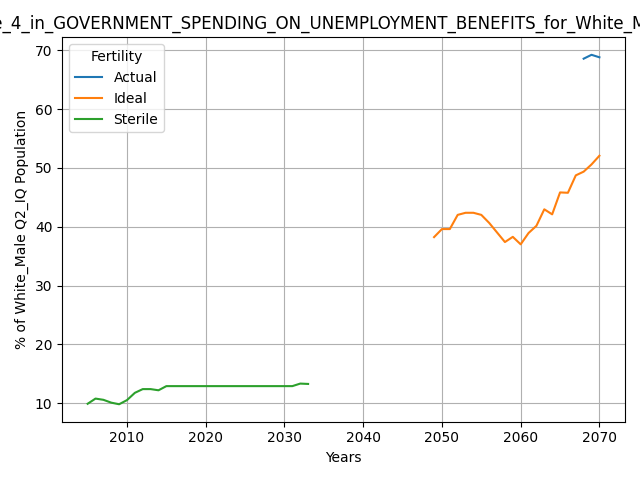 _4_in_GOVERNMENT_SPENDING_ON_UNEMPLOYMENT_BENEFITS_for_White_M
Fertility
Actual
Ideal
Sterile
% of White_Male Q2_IQ Population
70
60
50
40
30
20
10
2010 2020 2030 2040 2050 2060 2070
Years